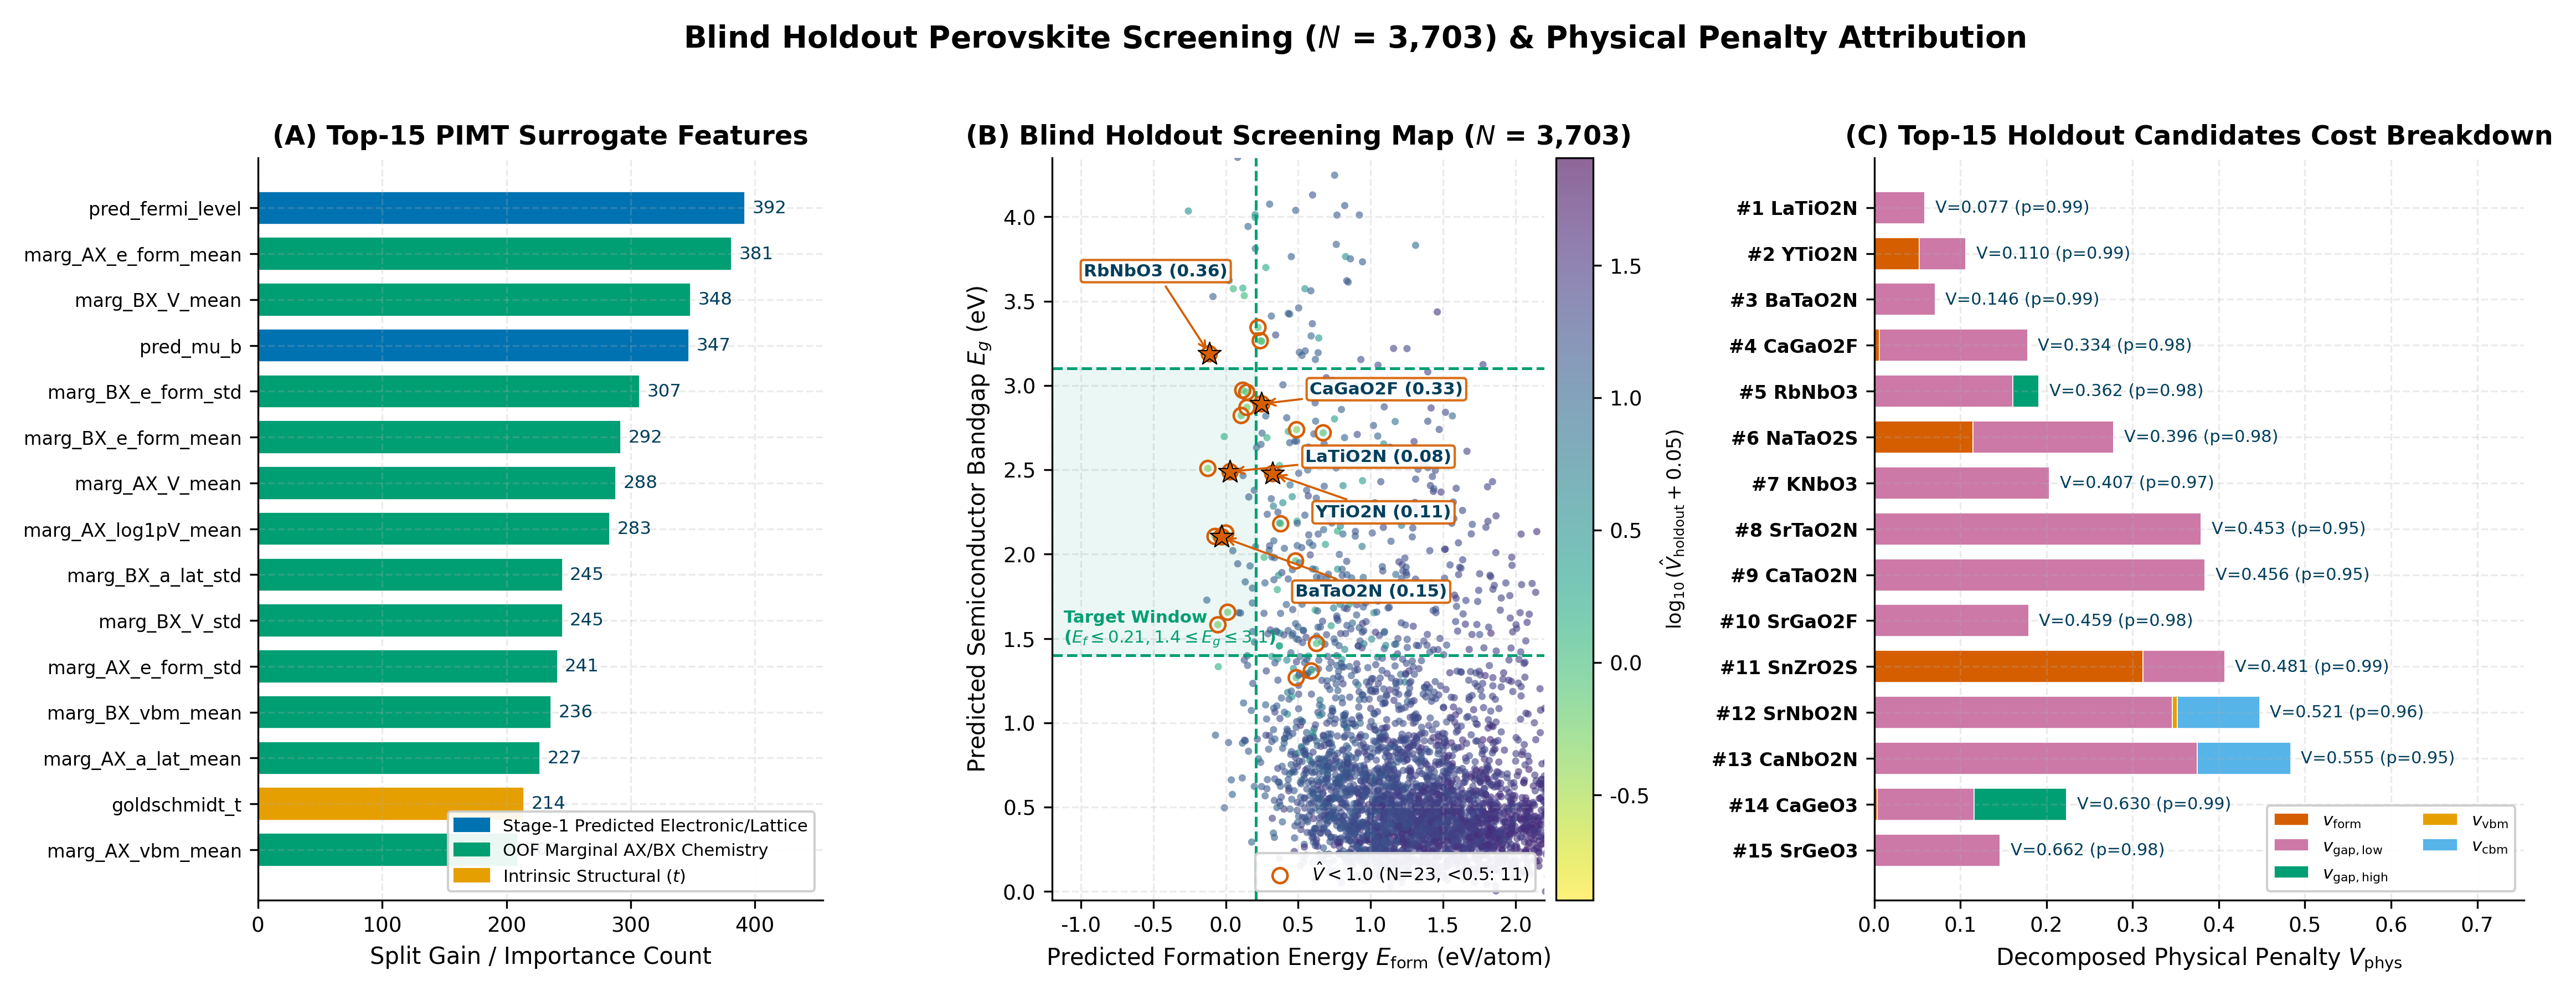 Blind Holdout Perovskite Screening (N = 3,703) & Physical Penalty Attribution
(A) Top-15 PIMT Surrogate Features
pred_fermi_level
392
marg_AX_e_form_mean
381
marg_BX_V_mean
348
pred_mu_b
347
marg_BX_e_form_std
307
marg_BX_e_form_mean
292
marg_AX_V_mean
288
marg_AX_log1pV_mean
283
marg_BX_a_lat_std
245
marg_BX_V_std
245
marg_AX_e_form_std
241
marg_BX_vbm_mean
236
marg_AX_a_lat_mean
227
goldschmidt_t
214
marg_AX_vbm_mean
Stage-1 Predicted Electronic/Lattice
OOF Marginal AX/BX Chemistry
Intrinsic Structural (t)
0 100 200 300 400
Split Gain / Importance Count
(B) Blind Holdout Screening Map (N = 3,703)
Predicted Semiconductor Bandgap E_g (eV)
4.0
3.5
3.0
2.5
2.0
1.5
1.0
0.5
0.0
RbNbO3 (0.36)
CaGaO2F (0.33)
LaTiO2N (0.08)
YTiO2N (0.11)
BaTaO2N (0.15)
Target Window
(E_f ≤ 0.21, 1.4 ≤ E_g ≤ 3.1)
V̂ < 1.0 (N=23, <0.5: 11)
-1.0 -0.5 0.0 0.5 1.0 1.5 2.0
Predicted Formation Energy E_form (eV/atom)
1.5
1.0
0.5
0.0
-0.5
log₁₀(V̂_holdout + 0.05)
(C) Top-15 Holdout Candidates Cost Breakdown
#1 LaTiO2N
V=0.077 (p=0.99)
#2 YTiO2N
V=0.110 (p=0.99)
#3 BaTaO2N
V=0.146 (p=0.99)
#4 CaGaO2F
V=0.334 (p=0.98)
#5 RbNbO3
V=0.362 (p=0.98)
#6 NaTaO2S
V=0.396 (p=0.98)
#7 KNbO3
V=0.407 (p=0.97)
#8 SrTaO2N
V=0.453 (p=0.95)
#9 CaTaO2N
V=0.456 (p=0.95)
#10 SrGaO2F
V=0.459 (p=0.98)
#11 SnZrO2S
V=0.481 (p=0.99)
#12 SrNbO2N
V=0.521 (p=0.96)
#13 CaNbO2N
V=0.555 (p=0.95)
#14 CaGeO3
V=0.630 (p=0.99)
#15 SrGeO3
V=0.662 (p=0.98)
v_form
v_gap,low
v_gap,high
v_vbm
v_cbm
0.0 0.1 0.2 0.3 0.4 0.5 0.6 0.7
Decomposed Physical Penalty V_phys